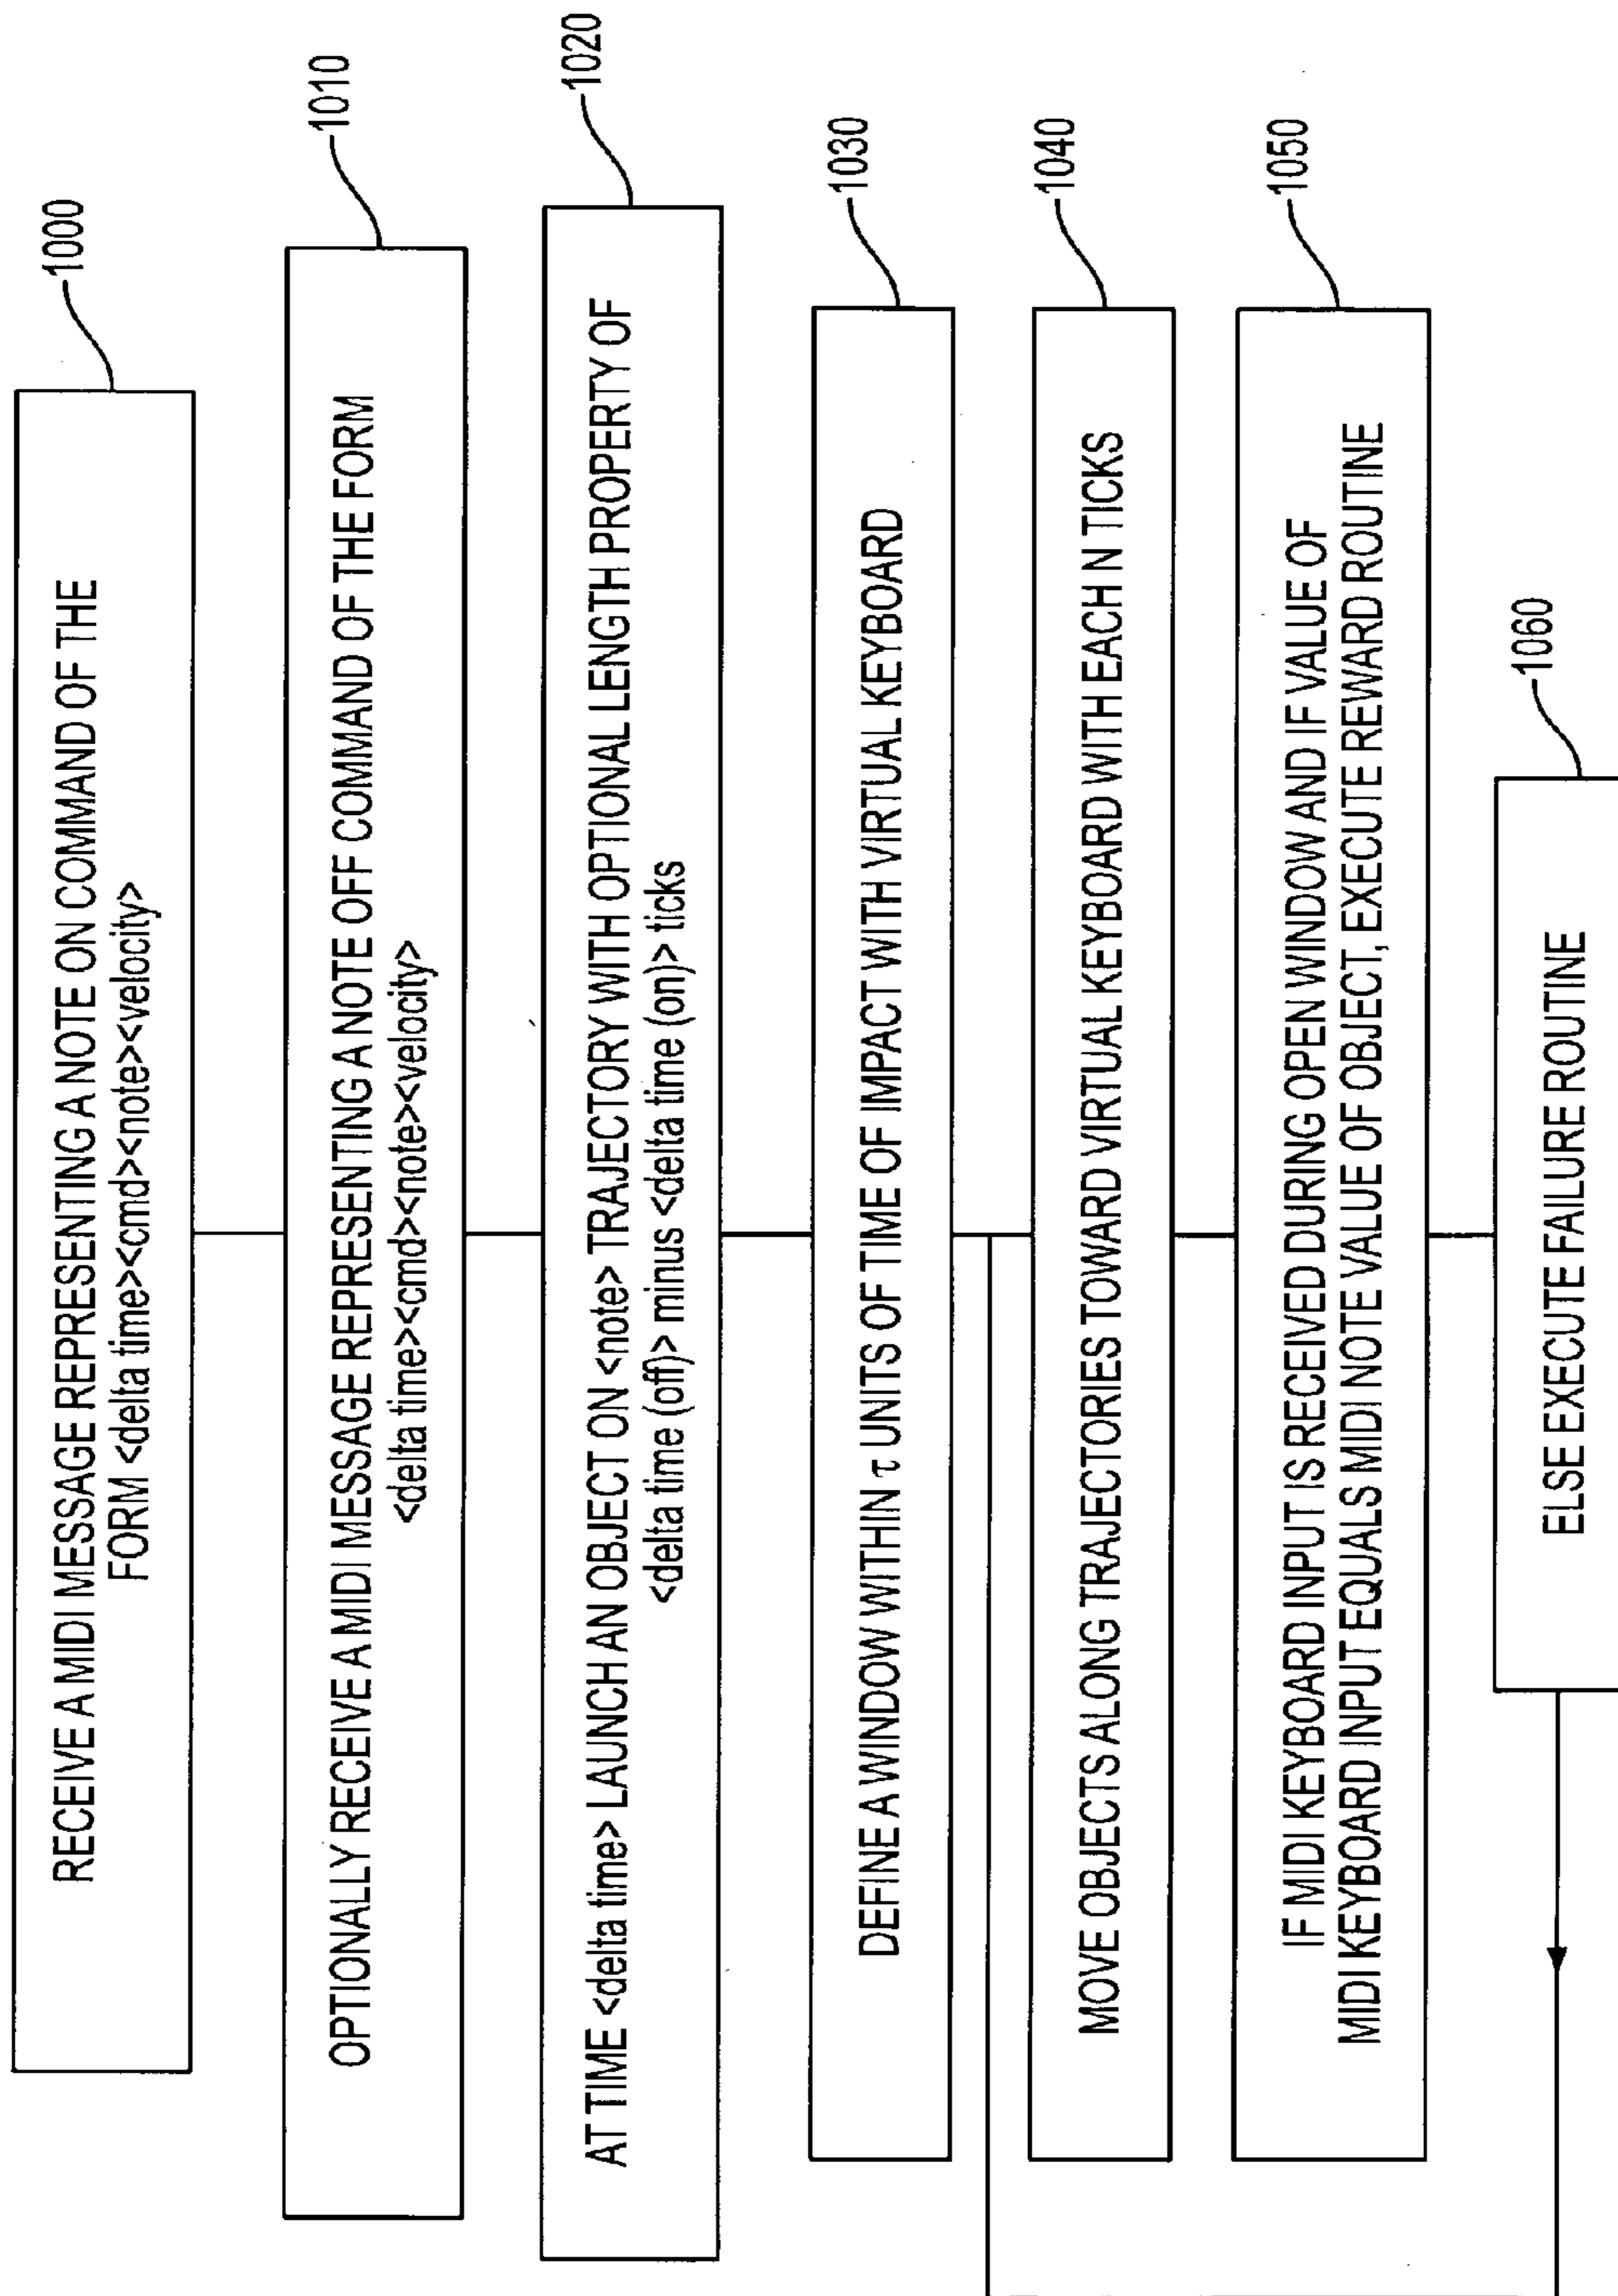 RECEIVE A MIDI MESSAGE REPRESENTING A NOTE ON COMMAND OF THE
FORM <delta time><cmd><note><velocity>
1000
OPTIONALLY RECEIVE A MIDI MESSAGE REPRESENTING A NOTE OFF COMMAND OF THE FORM
<delta time><cmd><note><velocity>
1010
AT TIME <delta time> LAUNCH AN OBJECT ON <note> TRAJECTORY WITH OPTIONAL LENGTH PROPERTY OF
<delta time (off)> minus <delta time (on)> ticks
1020
DEFINE A WINDOW WITHIN τ UNITS OF TIME OF IMPACT WITH VIRTUAL KEYBOARD
1030
MOVE OBJECTS ALONG TRAJECTORIES TOWARD VIRTUAL KEYBOARD WITH EACH N TICKS
1040
IF MIDI KEYBOARD INPUT IS RECEIVED DURING OPEN WINDOW AND IF VALUE OF
MIDI KEYBOARD INPUT EQUALS MIDI NOTE VALUE OF OBJECT, EXECUTE REWARD ROUTINE
1050
ELSE EXECUTE FAILURE ROUTINE
1060